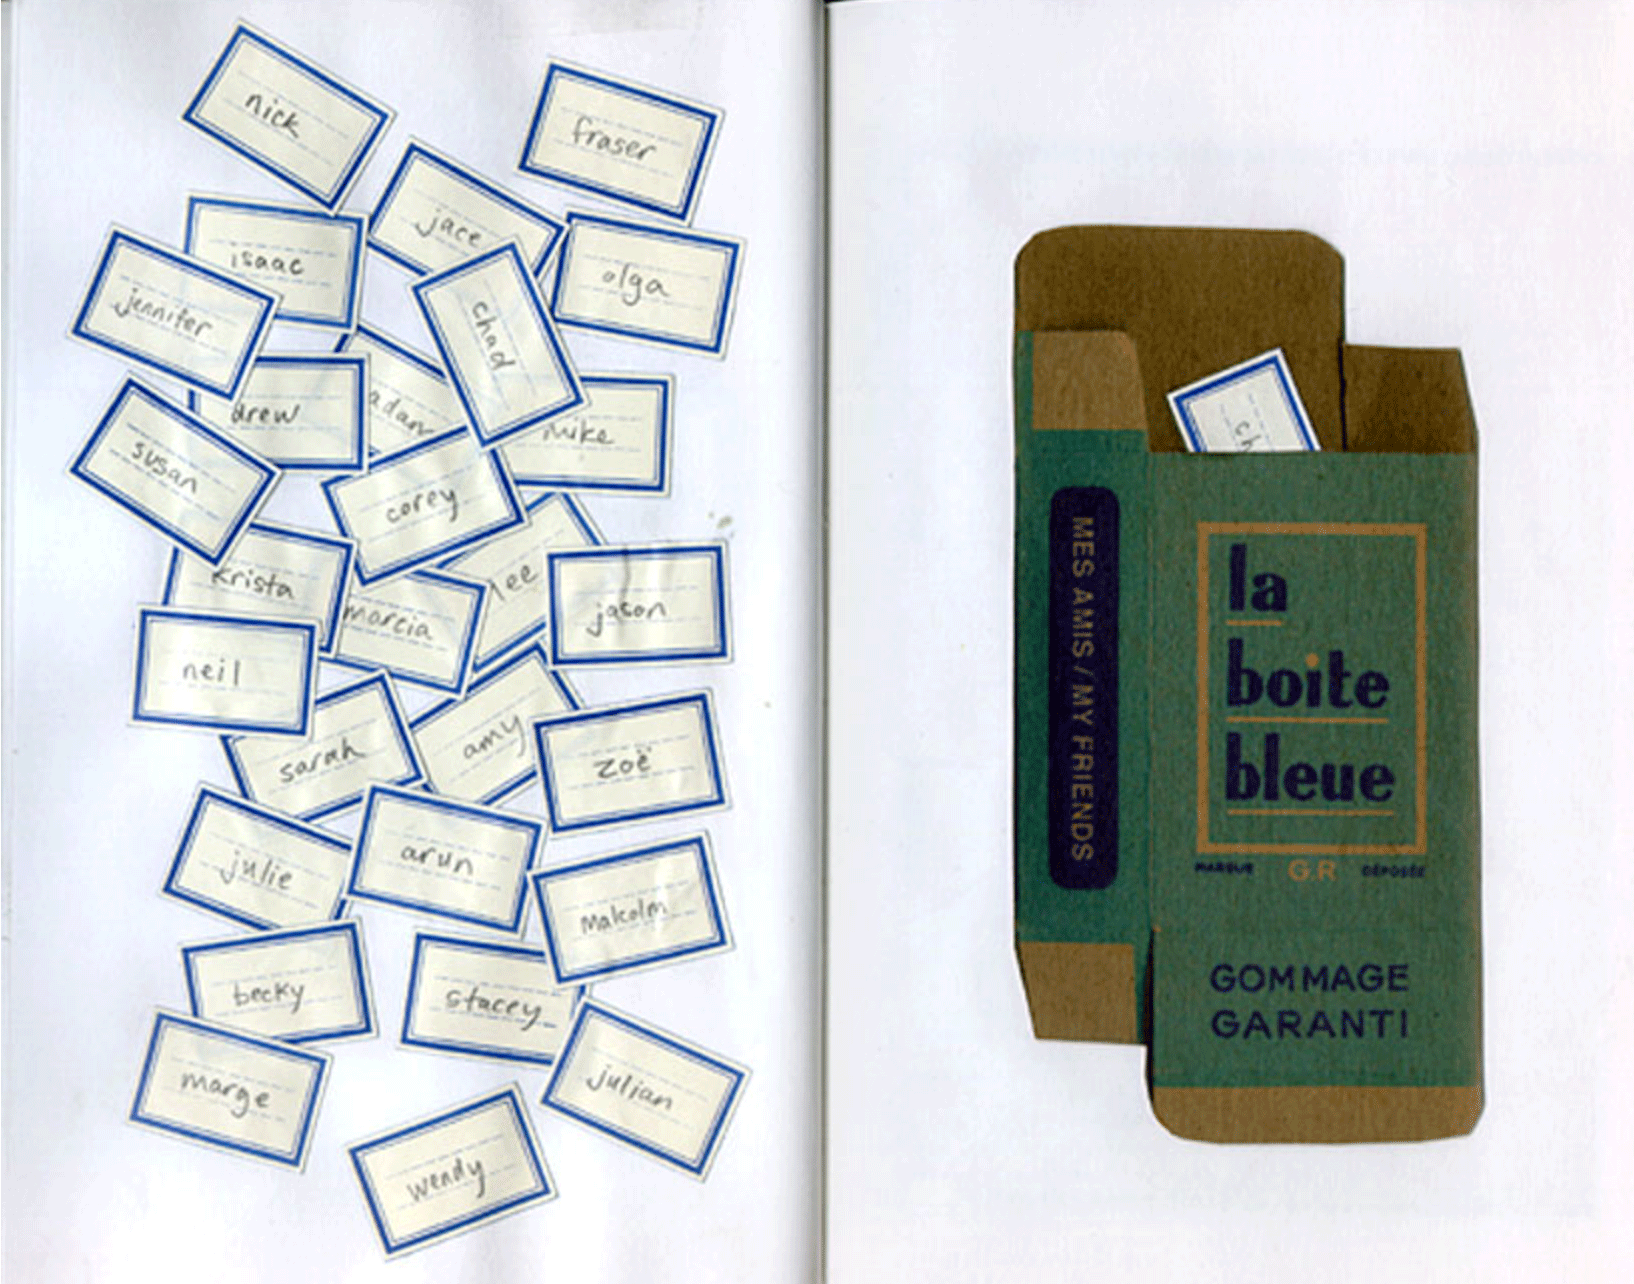 nick
fraser
jace
isaac
olga
jennifer
chad
adam
drew
mike
susan
corey
lee
krista
marcia
jason
neil
amy
sarah
zoë
julie
arun
malcolm
becky
stacey
marge
julian
wendy
ch
MES AMIS / MY FRIENDS
la
boite
bleue
MARQUE G.R DÉPOSÉE
GOMMAGE
GARANTI